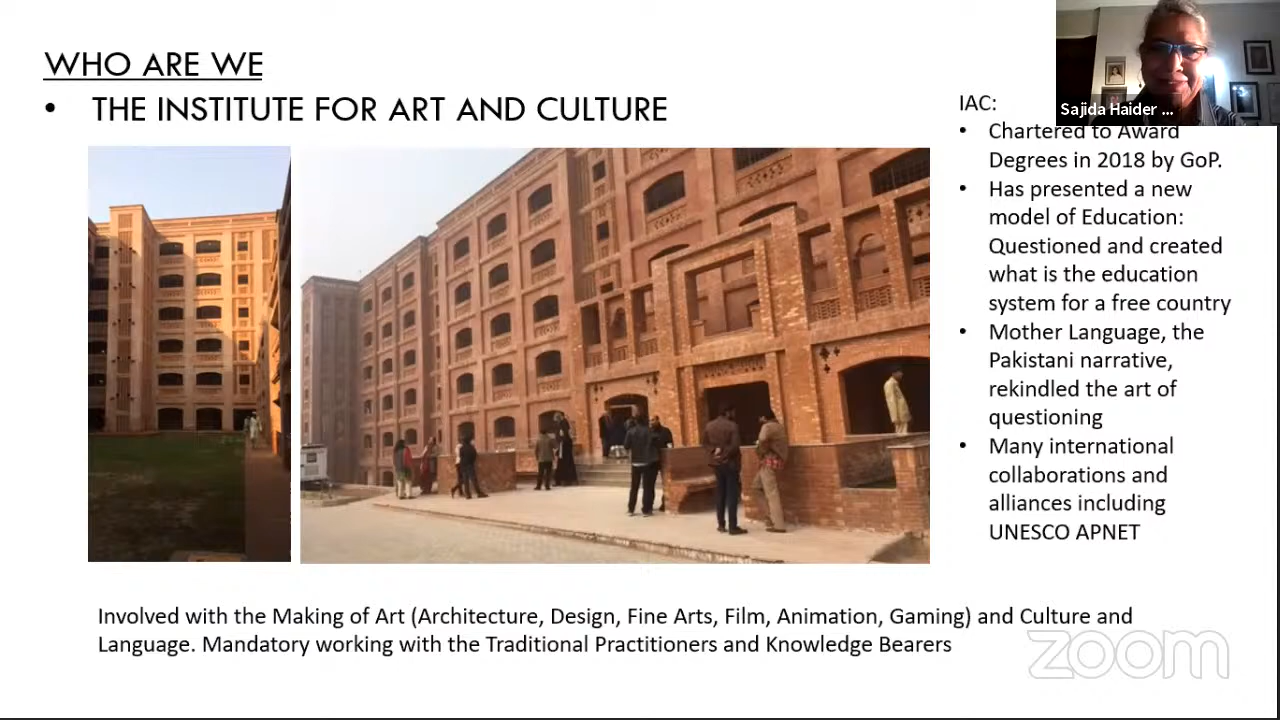 WHO ARE WE
• THE INSTITUTE FOR ART AND CULTURE
Sajida Haider ...
IAC:
• Chartered to Award
Degrees in 2018 by GoP.
• Has presented a new
model of Education:
Questioned and created
what is the education
system for a free country
• Mother Language, the
Pakistani narrative,
rekindled the art of
questioning
• Many international
collaborations and
alliances including
UNESCO APNET
Involved with the Making of Art (Architecture, Design, Fine Arts, Film, Animation, Gaming) and Culture and
Language. Mandatory working with the Traditional Practitioners and Knowledge Bearers
zoom